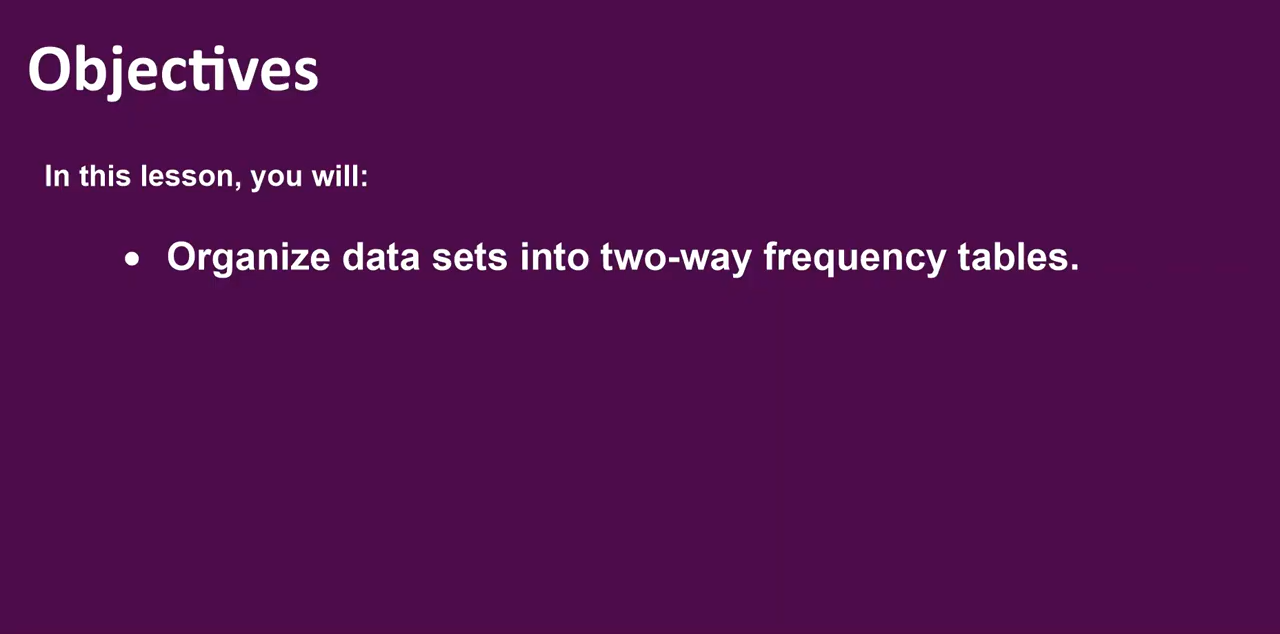 Objectives
In this lesson, you will:
● Organize data sets into two-way frequency tables.